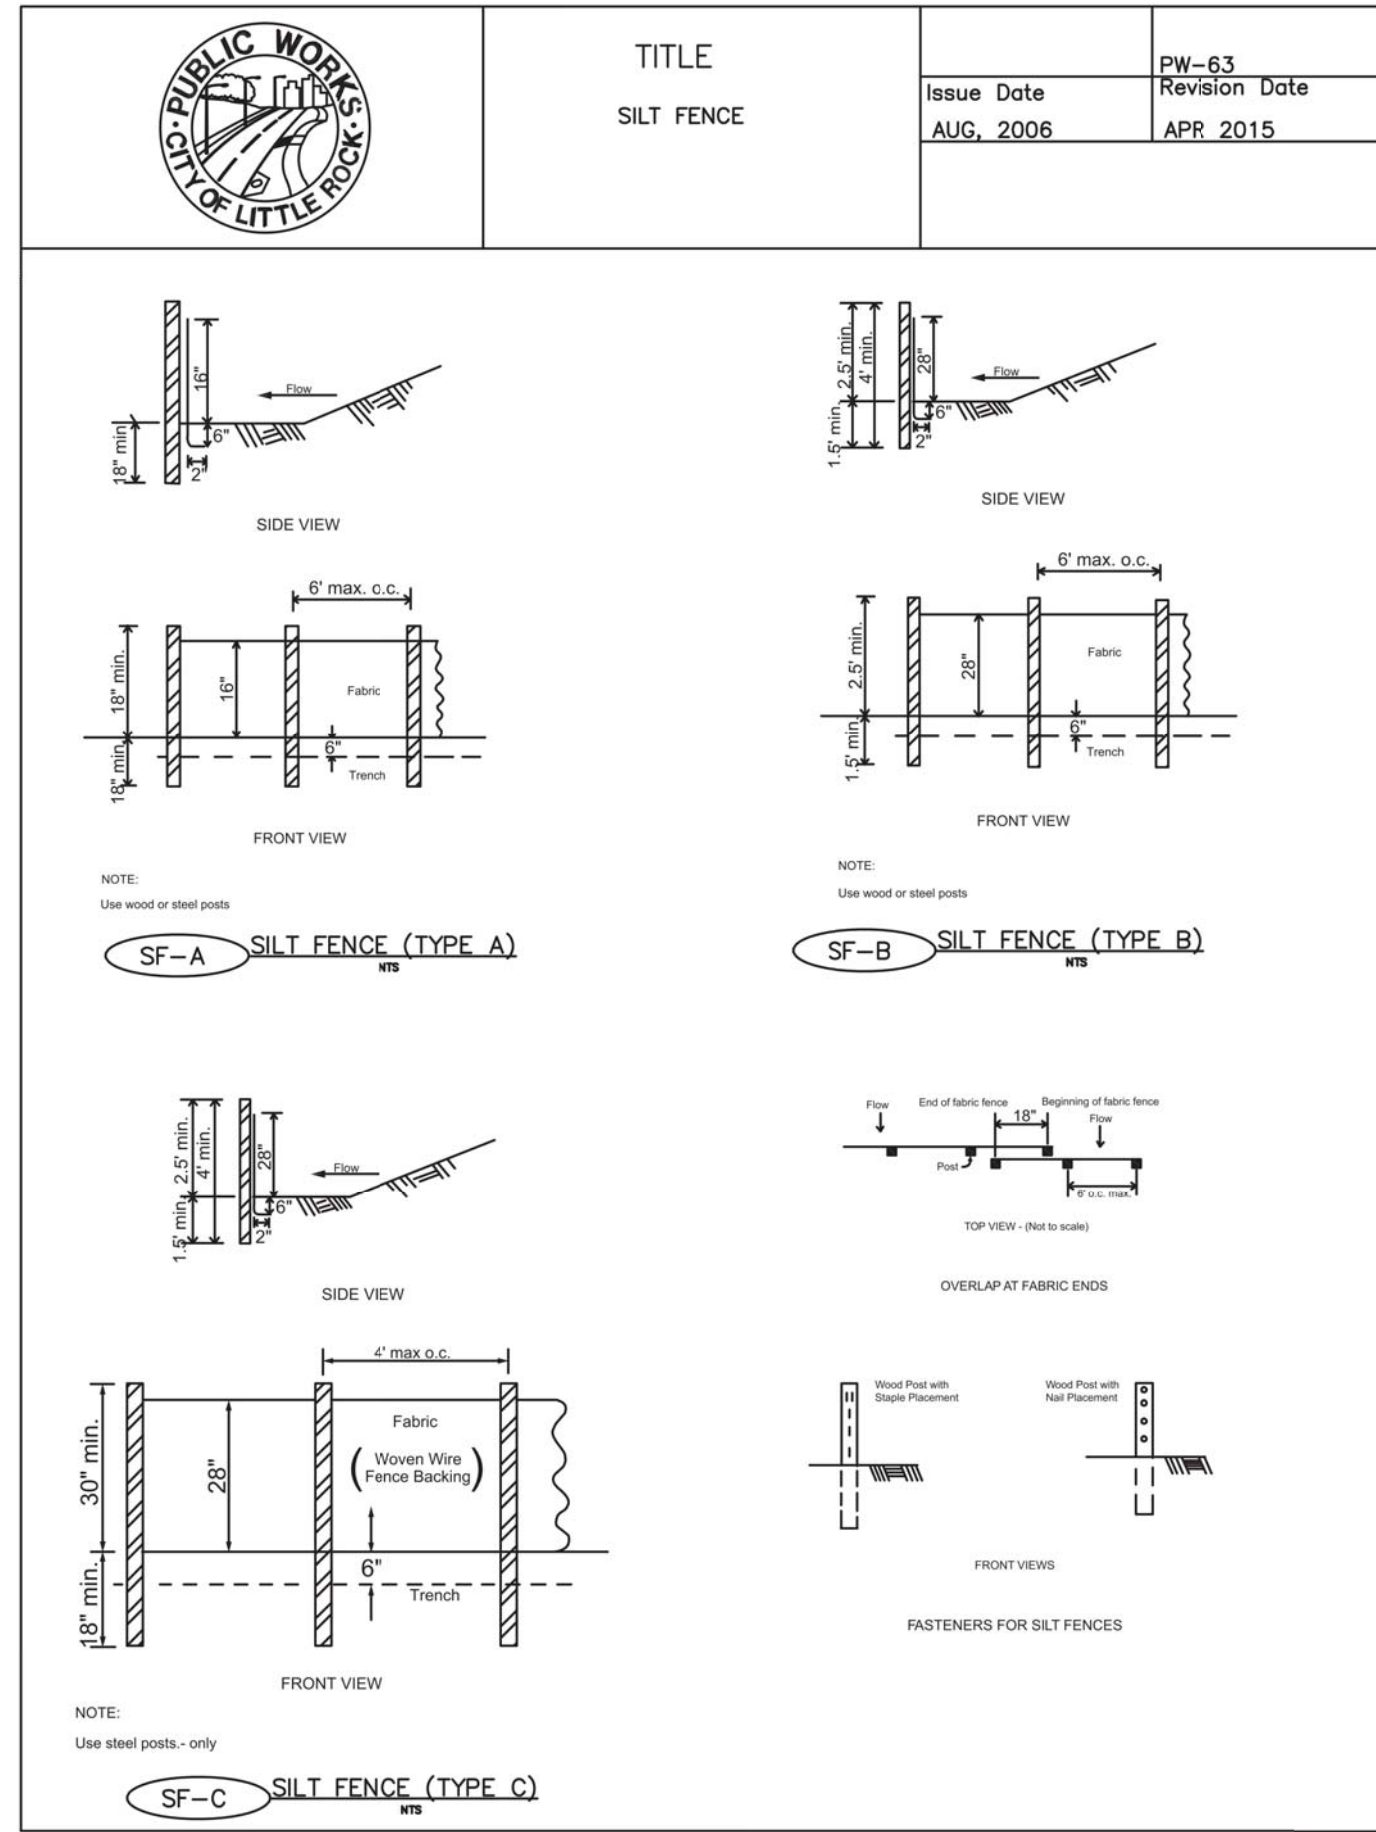 PUBLIC WORKS
CITY OF LITTLE ROCK
TITLE
SILT FENCE
PW-63
Issue Date
AUG, 2006
Revision Date
APR 2015
16"
Flow
6"
18" min.
2"
SIDE VIEW
6' max. o.c.
18" min.
16"
Fabric
6"
18" min.
Trench
FRONT VIEW
NOTE:
Use wood or steel posts
SF-A
SILT FENCE (TYPE A)
NTS
2.5' min.
4' min.
28"
Flow
6"
1.5' min.
2"
SIDE VIEW
6' max. o.c.
2.5' min.
28"
Fabric
6"
1.5' min.
Trench
FRONT VIEW
NOTE:
Use wood or steel posts
SF-B
SILT FENCE (TYPE B)
NTS
2.5' min.
4' min.
28"
Flow
6"
1.5' min.
2"
SIDE VIEW
4' max o.c.
30" min.
28"
Fabric
(Woven Wire
Fence Backing)
6"
18" min.
Trench
FRONT VIEW
NOTE:
Use steel posts.- only
SF-C
SILT FENCE (TYPE C)
NTS
Flow
End of fabric fence
Beginning of fabric fence
18"
Flow
Post
6' o.c. max.
TOP VIEW - (Not to scale)
OVERLAP AT FABRIC ENDS
Wood Post with
Staple Placement
Wood Post with
Nail Placement
FRONT VIEWS
FASTENERS FOR SILT FENCES